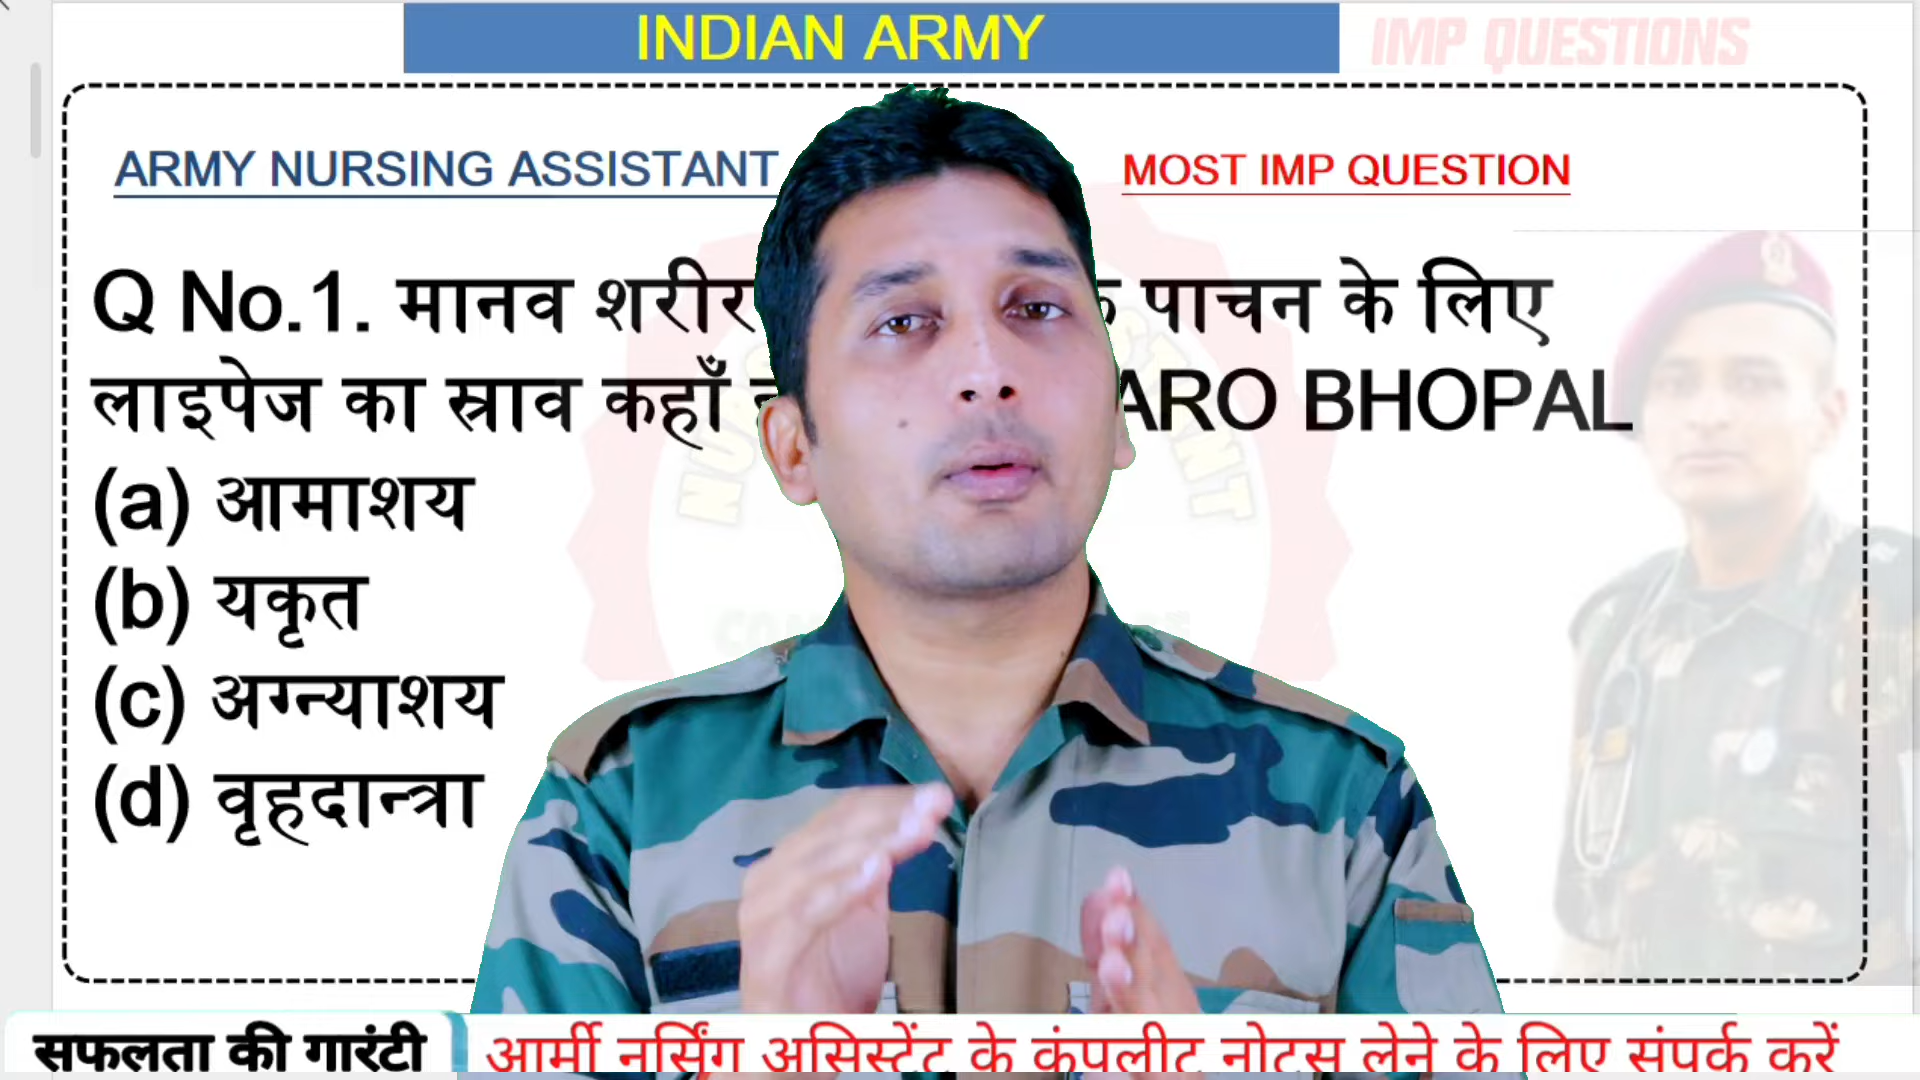 INDIAN ARMY
IMP QUESTIONS
ARMY NURSING ASSISTANT
MOST IMP QUESTION
Q No.1. मानव शरीर पाचन के लिए
लाइपेज का स्राव कहाँ ARO BHOPAL
(a) आमाशय
(b) यकृत
(c) अग्न्याशय
(d) वृहदान्त्रा
सफलता की गारंटी
आर्मी नर्सिंग असिस्टेंट के कंपलीट नोटस लेने के लिए संपर्क करें